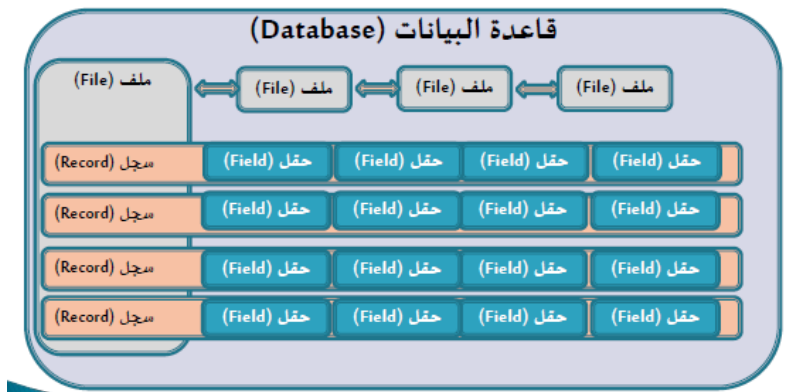 قاعدة البيانات (Database)
ملف (File) ملف (File) ملف (File) ملف (File)
سجل (Record) حقل (Field) حقل (Field) حقل (Field) حقل (Field)
سجل (Record) حقل (Field) حقل (Field) حقل (Field) حقل (Field)
سجل (Record) حقل (Field) حقل (Field) حقل (Field) حقل (Field)
سجل (Record) حقل (Field) حقل (Field) حقل (Field) حقل (Field)